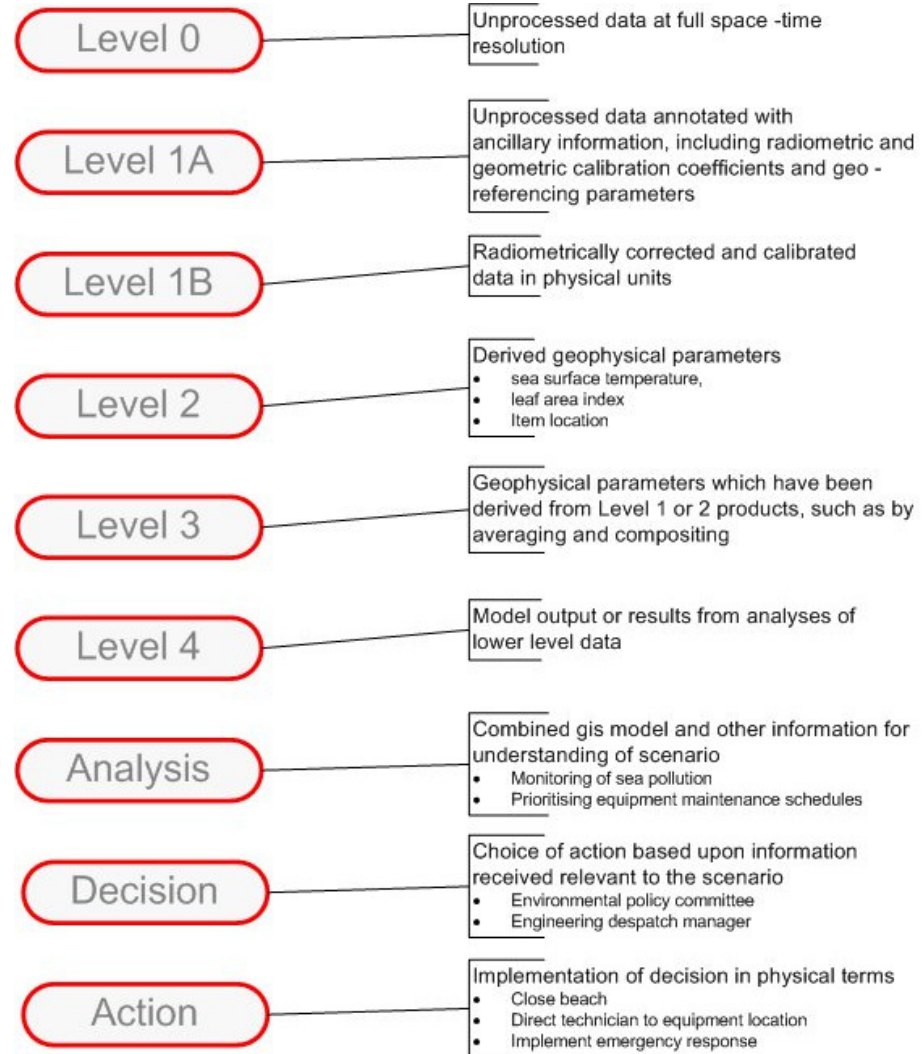 Level 0
Unprocessed data at full space -time
resolution
Level 1A
Unprocessed data annotated with
ancillary information, including radiometric and
geometric calibration coefficients and geo -
referencing parameters
Level 1B
Radiometrically corrected and calibrated
data in physical units
Level 2
Derived geophysical parameters
• sea surface temperature,
• leaf area index
• Item location
Level 3
Geophysical parameters which have been
derived from Level 1 or 2 products, such as by
averaging and compositing
Level 4
Model output or results from analyses of
lower level data
Analysis
Combined gis model and other information for
understanding of scenario
• Monitoring of sea pollution
• Prioritising equipment maintenance schedules
Decision
Choice of action based upon information
received relevant to the scenario
• Environmental policy committee
• Engineering despatch manager
Action
Implementation of decision in physical terms
• Close beach
• Direct technician to equipment location
• Implement emergency response